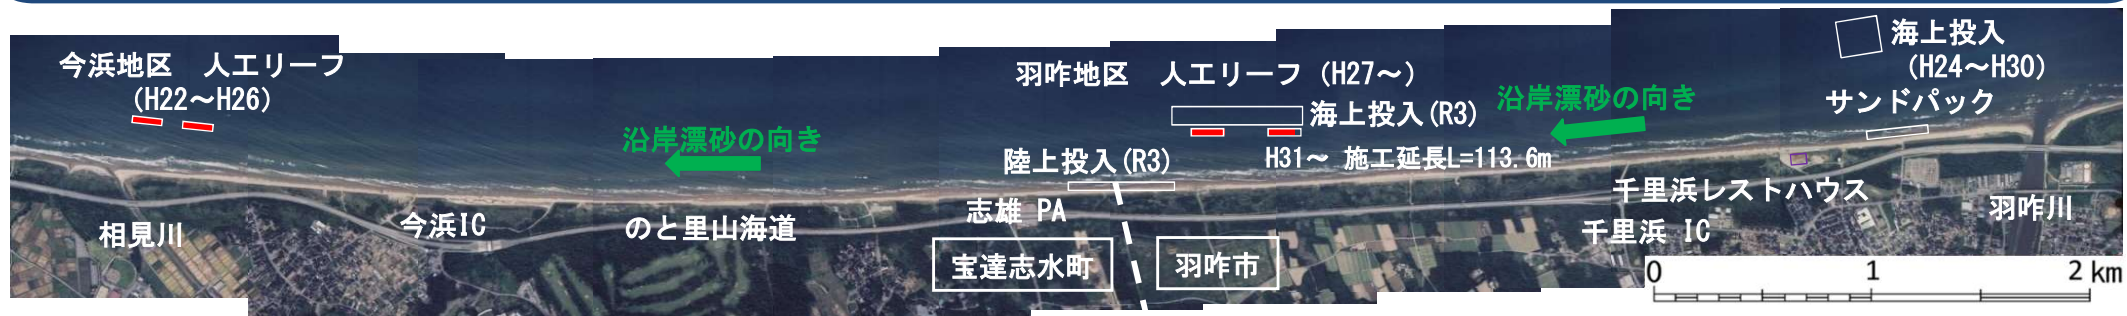 今浜地区 人工リーフ
(H22～H26)
沿岸漂砂の向き
羽咋地区 人工リーフ (H27～)
海上投入(R3)
陸上投入(R3)
H31～ 施工延長L=113.6m
沿岸漂砂の向き
海上投入
(H24～H30)
サンドパック
相見川
今浜IC
のと里山海道
志雄 PA
千里浜レストハウス
千里浜 IC
羽咋川
宝達志水町
羽咋市
0 1 2 km